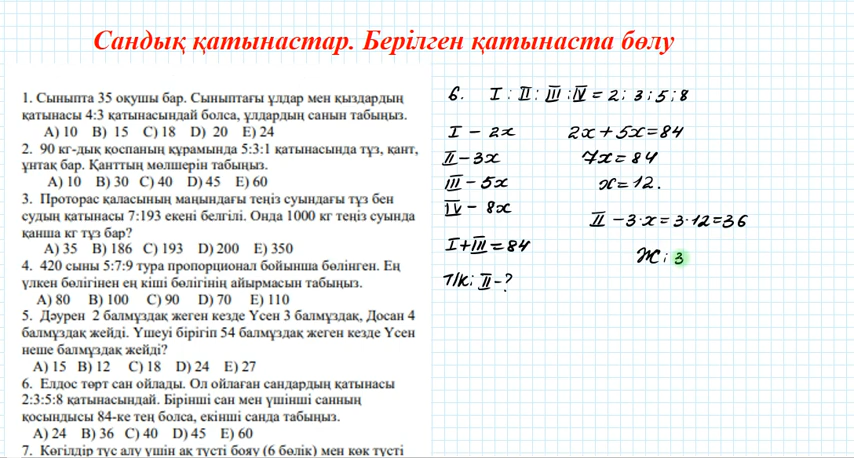 Сандық қатынастар. Берілген қатынаста бөлу
1. Сыныпта 35 оқушы бар. Сыныптағы ұлдар мен қыздардың
қатынасы 4:3 қатынасындай болса, ұлдардың санын табыңыз.
A) 10 B) 15 C) 18 D) 20 E) 24
2. 90 кг-дық қоспаның құрамында 5:3:1 қатынасында тұз, қант,
ұнтақ бар. Қанттың мөлшерін табыңыз.
A) 10 B) 30 C) 40 D) 45 E) 60
3. Проторас қаласының маңындағы теңіз суындағы тұз бен
судың қатынасы 7:193 екені белгілі. Онда 1000 кг теңіз суында
қанша кг тұз бар?
A) 35 B) 186 C) 193 D) 200 E) 350
4. 420 сыны 5:7:9 тура пропорционал бойынша бөлінген. Ең
үлкен бөлігінен ең кіші бөлігінің айырмасын табыңыз.
A) 80 B) 100 C) 90 D) 70 E) 110
5. Дәурен 2 балмұздақ жеген кезде Үсен 3 балмұздақ, Досан 4
балмұздақ жейді. Үшеуі бірігіп 54 балмұздақ жеген кезде Үсен
неше балмұздақ жейді?
A) 15 B) 12 C) 18 D) 24 E) 27
6. Елдос төрт сан ойлады. Ол ойлаған сандардың қатынасы
2:3:5:8 қатынасындай. Бірінші сан мен үшінші санның
қосындысы 84-ке тең болса, екінші санда табыңыз.
A) 24 B) 36 C) 40 D) 45 E) 60
7. Көгілдір түс алу үшін ақ түсті бояу (6 бөлік) мен көк түсті
6. I : II : III : IV = 2 ; 3 ; 5 ; 8
I – 2x 2x + 5x = 84
II – 3x 7x = 84
III – 5x x = 12.
IV – 8x
II – 3·x = 3·12 = 36
I + III = 84
Ж: 3
Т/к: II – ?